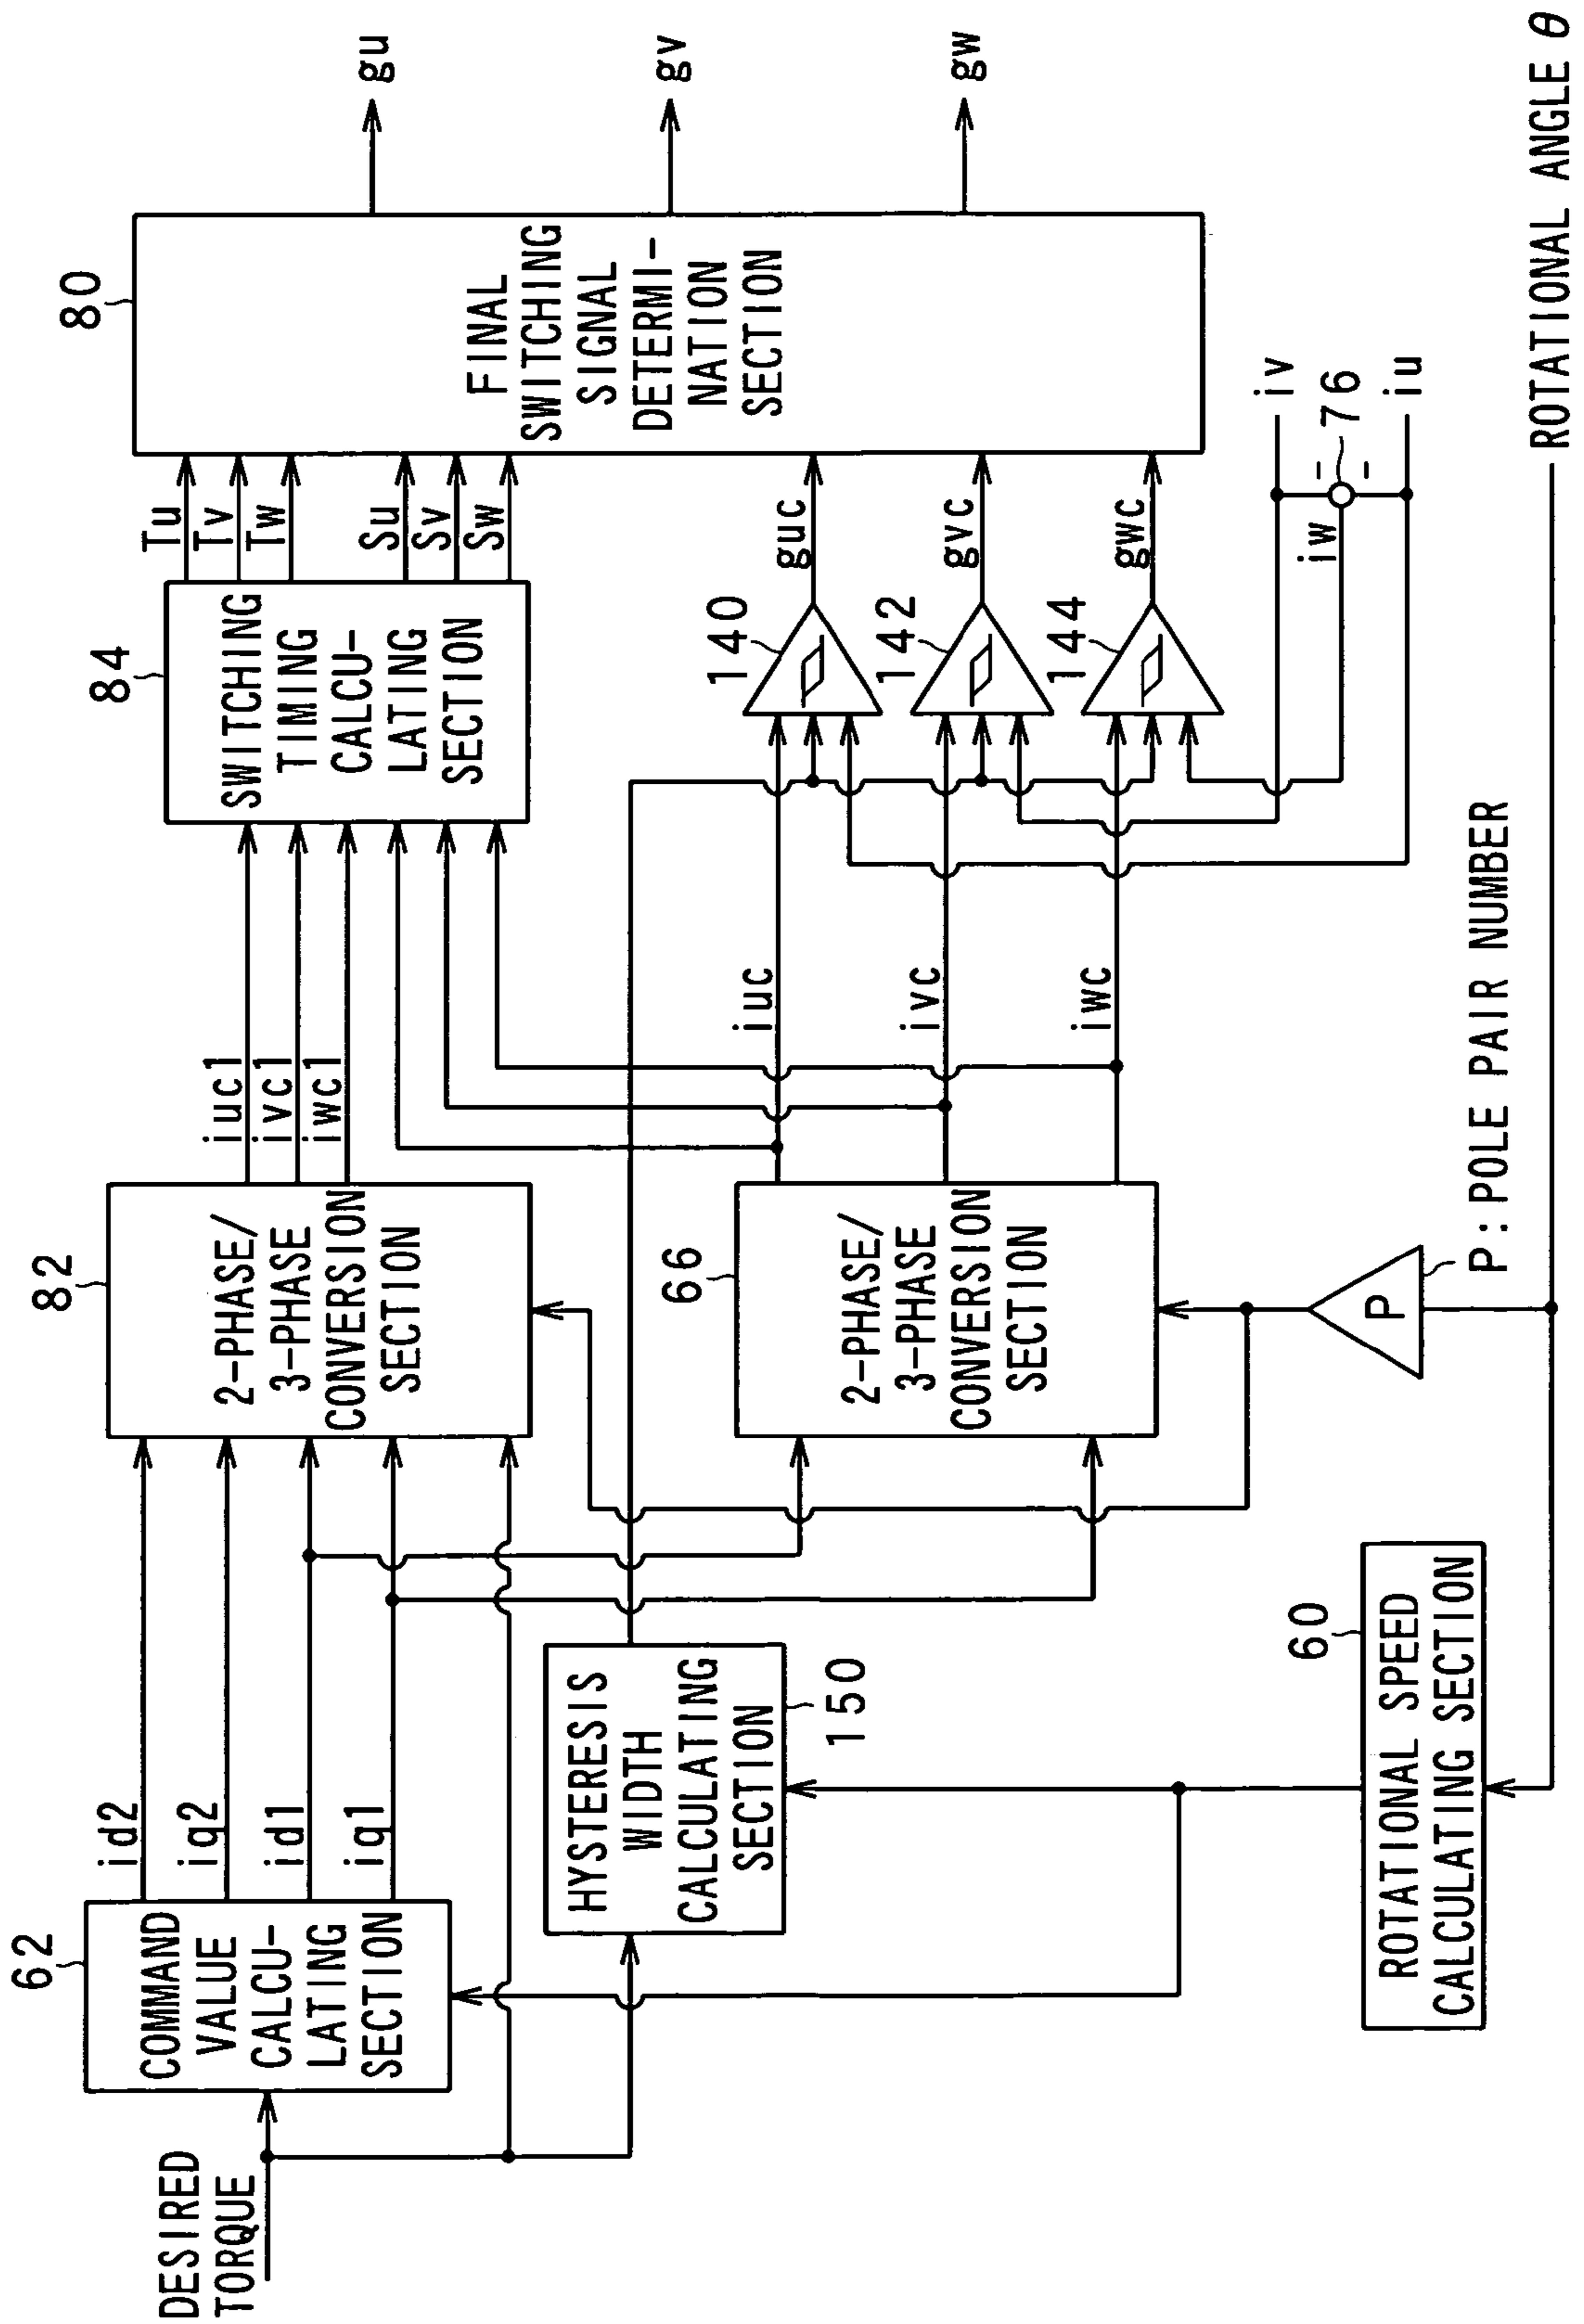 DESIRED
TORQUE
62
COMMAND
VALUE
CALCU-
LATING
SECTION
id2
iq2
id1
iq1
82
2-PHASE/
3-PHASE
CONVERSION
SECTION
iuc1
ivc1
iwc1
84
SWITCHING
TIMING
CALCU-
LATING
SECTION
Tu
Tv
Tw
Su
Sv
Sw
80
FINAL
SWITCHING
SIGNAL
DETERMI-
NATION
SECTION
gu
gv
gw
HYSTERESIS
WIDTH
CALCULATING
SECTION
150
66
2-PHASE/
3-PHASE
CONVERSION
SECTION
iuc
ivc
iwc
140
142
144
guc
gvc
gwc
iv
iw
76
-
-
iu
60
ROTATIONAL SPEED
CALCULATING SECTION
P
P:POLE PAIR NUMBER
ROTATIONAL ANGLE θ